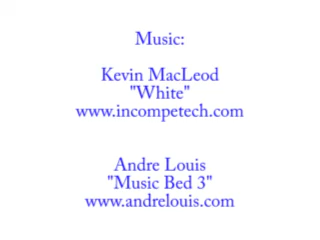 Music:
Kevin MacLeod
"White"
www.incompetech.com
Andre Louis
"Music Bed 3"
www.andrelouis.com